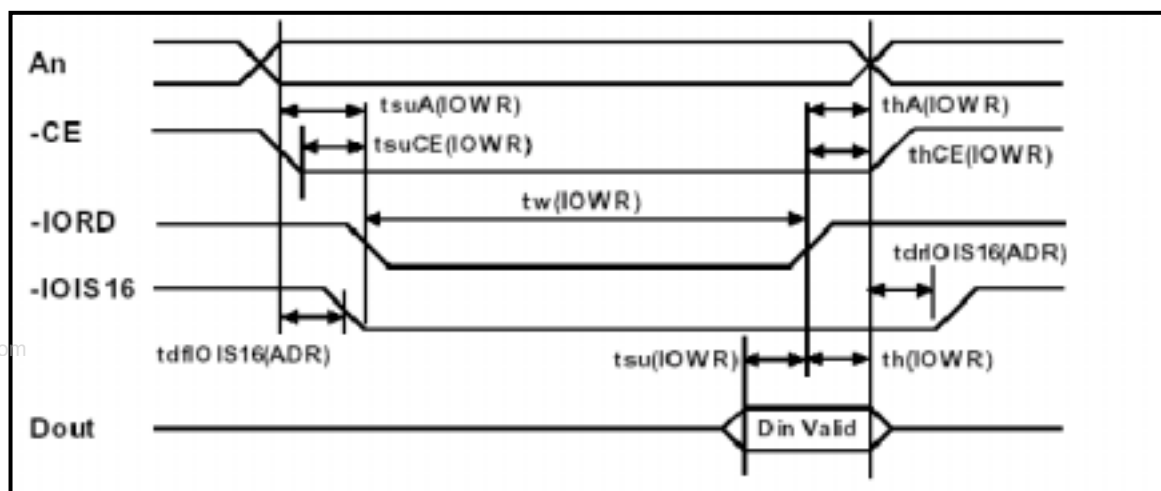 An
tsuA(IOWR)
thA(IOWR)
-CE
tsuCE(IOWR)
thCE(IOWR)
tw(IOWR)
-IORD
tdrIOIS16(ADR)
-IOIS16
om
tdfIOIS16(ADR)
tsu(IOWR)
th(IOWR)
Dout
Din Valid